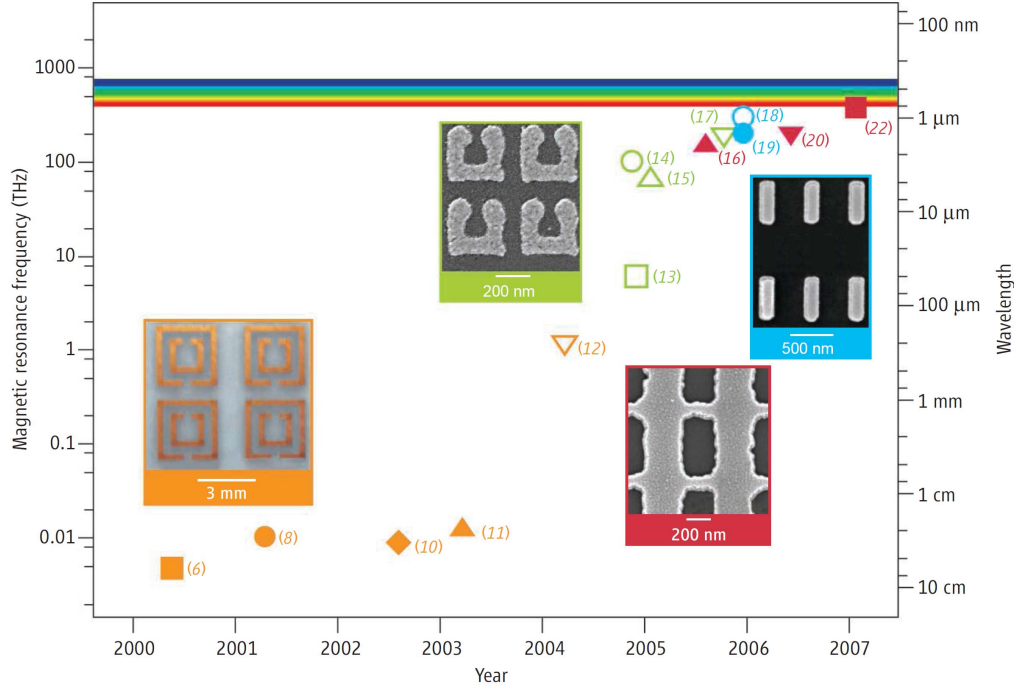 100 nm
1000
1 μm
(17)
(18)
(22)
(16)
(19)
(20)
100
(14)
(15)
10 μm
10
(13)
200 nm
100 μm
500 nm
1
(12)
1 mm
0.1
3 mm
1 cm
200 nm
0.01
(8)
(10)
(11)
(6)
10 cm
Magnetic resonance frequency (THz)
Wavelength
2000 2001 2002 2003 2004 2005 2006 2007
Year